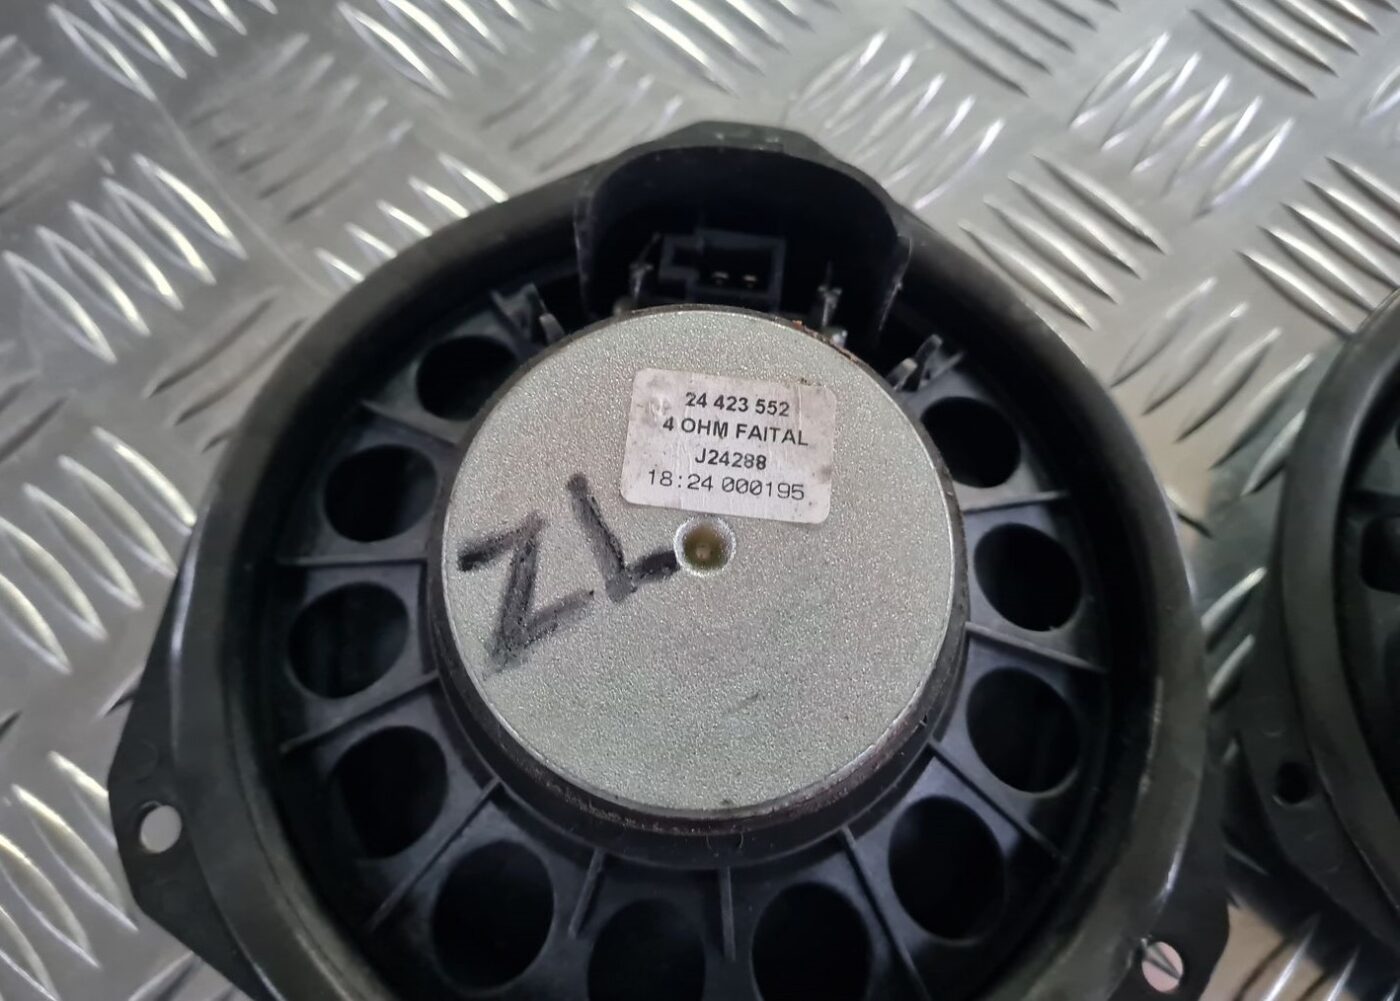 24 423 552
4 OHM FAITAL
J24288
18:24 000195
ZL